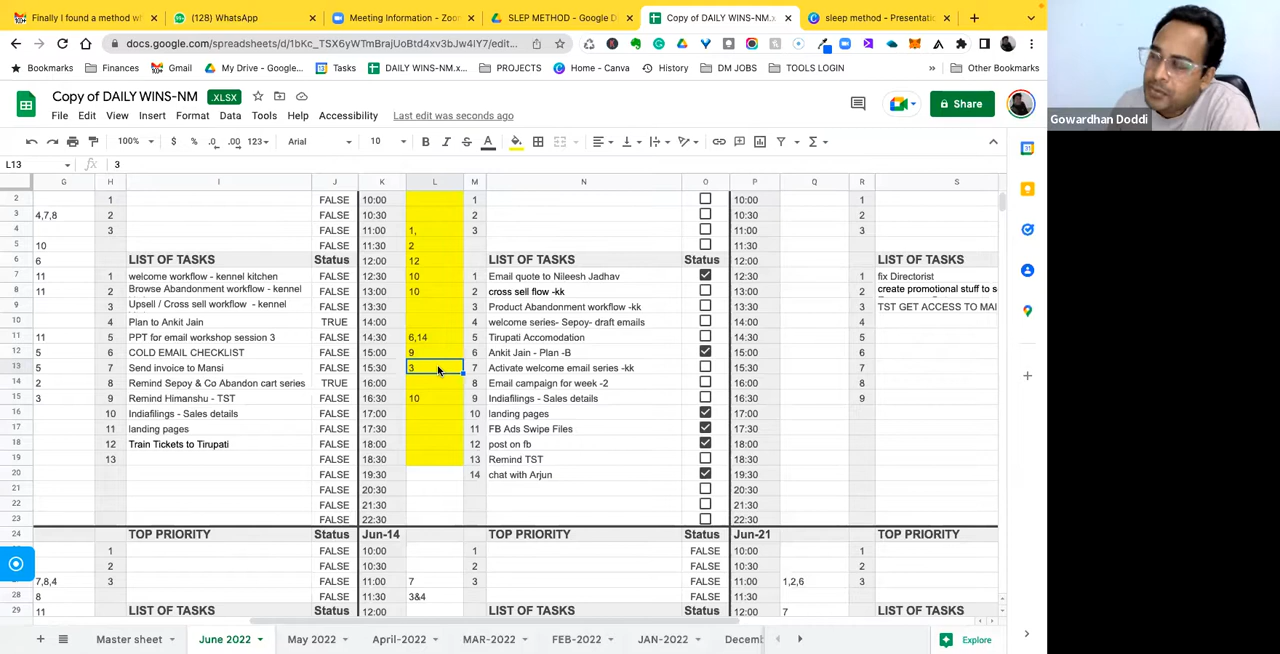 Finally I found a method w
(128) WhatsApp
Meeting Information - Zoo
SLEP METHOD - Google D
Copy of DAILY WINS-NM.x
sleep method - Presentati
docs.google.com/spreadsheets/d/1bKc_TSX6yWTmBrajUoBtd4xv3bJw4lY7/edit...
Bookmarks
Finances
Gmail
My Drive - Google...
Tasks
DAILY WINS-NM.x...
PROJECTS
Home - Canva
History
DM JOBS
TOOLS LOGIN
»
Other Bookmarks
Copy of DAILY WINS-NM .XLSX
Share
File Edit View Insert Format Data Tools Help Accessibility Last edit was seconds ago
100% $ % .0 .00 123 Arial 10 B I S A
L13 fx 3
G H I J K L M N O P Q R S
2 1 FALSE 10:00 1 10:00 1
3 4,7,8 2 FALSE 10:30 2 10:30 2
4 3 FALSE 11:00 1, 3 11:00 3
5 10 FALSE 11:30 2 11:30
6 6 LIST OF TASKS Status 12:00 12 LIST OF TASKS Status 12:00 LIST OF TASKS
7 11 1 welcome workflow - kennel kitchen FALSE 12:30 10 1 Email quote to Nileesh Jadhav 12:30 1 fix Directorist
8 11 2 Browse Abandonment workflow - kennel FALSE 13:00 10 2 cross sell flow -kk 13:00 2 create promotional stuff to s
9 3 Upsell / Cross sell workflow - kennel FALSE 13:30 3 Product Abandonment workflow -kk 13:30 3 TST GET ACCESS TO MAI
10 4 Plan to Ankit Jain TRUE 14:00 4 welcome series- Sepoy- draft emails 14:00 4
11 11 5 PPT for email workshop session 3 FALSE 14:30 6,14 5 Tirupati Accomodation 14:30 5
12 5 6 COLD EMAIL CHECKLIST FALSE 15:00 9 6 Ankit Jain - Plan -B 15:00 6
13 5 7 Send invoice to Mansi FALSE 15:30 3 7 Activate welcome email series -kk 15:30 7
14 2 8 Remind Sepoy & Co Abandon cart series TRUE 16:00 8 Email campaign for week -2 16:00 8
15 3 9 Remind Himanshu - TST FALSE 16:30 10 9 Indiafilings - Sales details 16:30 9
16 10 Indiafilings - Sales details FALSE 17:00 10 landing pages 17:00
17 11 landing pages FALSE 17:30 11 FB Ads Swipe Files 17:30
18 12 Train Tickets to Tirupati FALSE 18:00 12 post on fb 18:00
19 13 FALSE 18:30 13 Remind TST 18:30
20 FALSE 19:30 14 chat with Arjun 19:30
21 FALSE 20:30 20:30
22 FALSE 21:30 21:30
23 FALSE 22:30 22:30
24 TOP PRIORITY Status Jun-14 TOP PRIORITY Status Jun-21 TOP PRIORITY
1 FALSE 10:00 1 FALSE 10:00 1
2 FALSE 10:30 2 FALSE 10:30 2
7,8,4 3 FALSE 11:00 7 3 FALSE 11:00 1,2,6 3
28 8 FALSE 11:30 3&4 FALSE 11:30
29 11 LIST OF TASKS Status 12:00 LIST OF TASKS Status 12:00 7 LIST OF TASKS
Master sheet
June 2022
May 2022
April-2022
MAR-2022
FEB-2022
JAN-2022
Decemb
Explore
Gowardhan Doddi